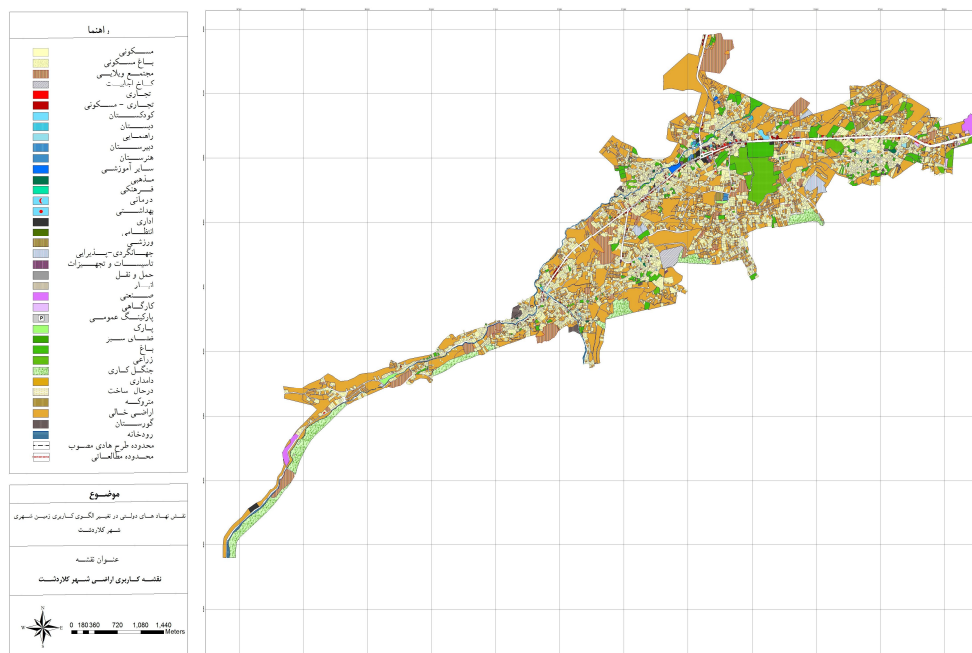 راهنما
مسکونی
باغ مسکونی
مجتمع ویلایی
کاخ اجابیت
تجاری
تجاری - مسکونی
کودکستان
دبستان
راهنمایی
دبیرستان
هنرستان
سایر آموزشی
مذهبی
فرهنگی
درمانی
بهداشتی
اداری
انتظامی
ورزشی
جهانگردی-پذیرایی
تاسیسات و تجهیزات
حمل و نقل
انبار
صنعتی
کارگاهی
P پارکینگ عمومی
پارک
فضای سبز
باغ
زراعی
جنگل کاری
دامداری
درحال ساخت
متروکه
اراضی خالی
گورستان
رودخانه
محدوده طرح هادی مصوب
محدوده مطالعاتی
موضوع
نقش نهاد های دولتی در تغییر الگوی کاربری زمین شهری
شهر کلاردشت
عنوان نقشه
نقشه کاربری اراضی شهر کلاردشت
N
W E
S
0 180 360 720 1,080 1,440
Meters